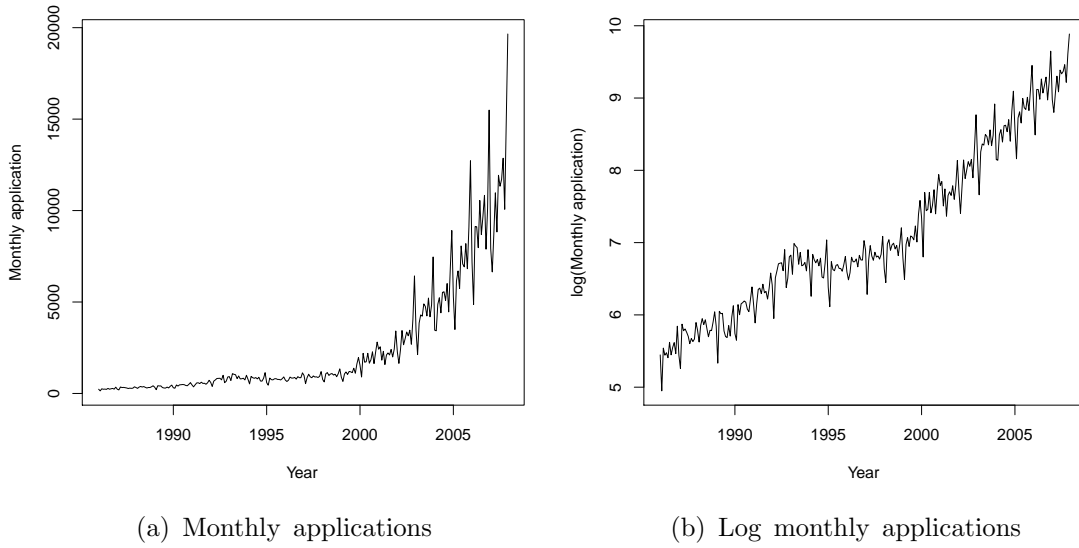 20000
15000
10000
5000
0
Monthly application
1990 1995 2000 2005
Year
(a) Monthly applications
10
9
8
7
6
5
log(Monthly application)
1990 1995 2000 2005
Year
(b) Log monthly applications